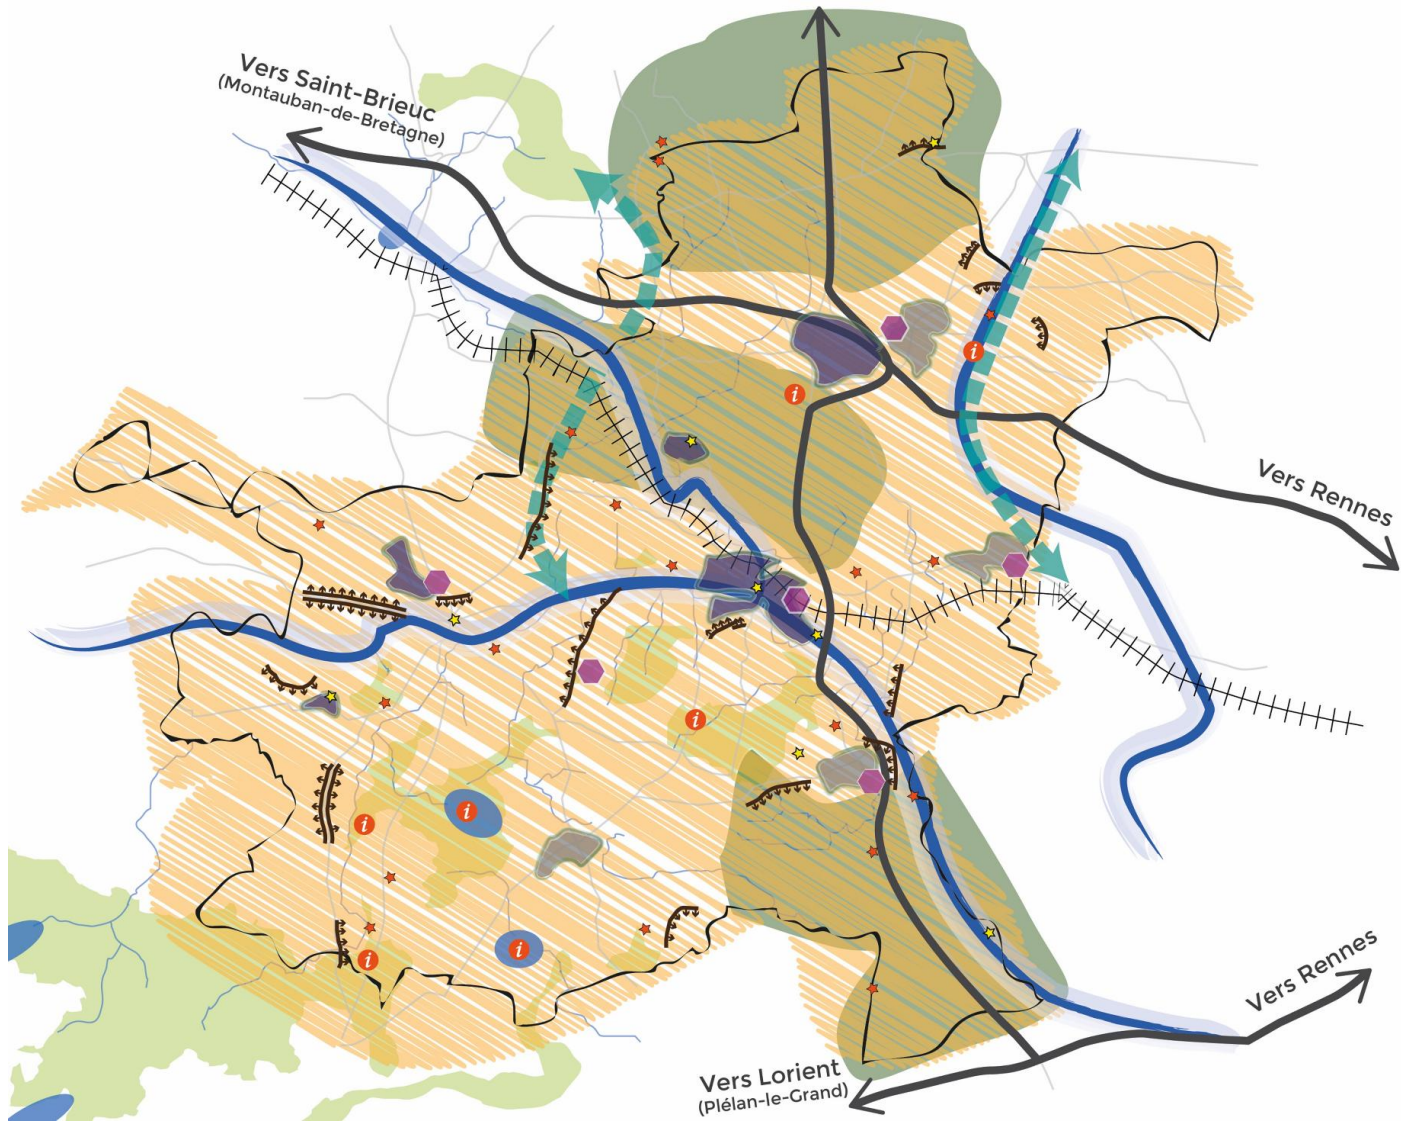 Vers Saint-Brieuc
(Montauban-de-Bretagne)
i
i
Vers Rennes
i
i
i
i
i
Vers Rennes
Vers Lorient
(Plélan-le-Grand)